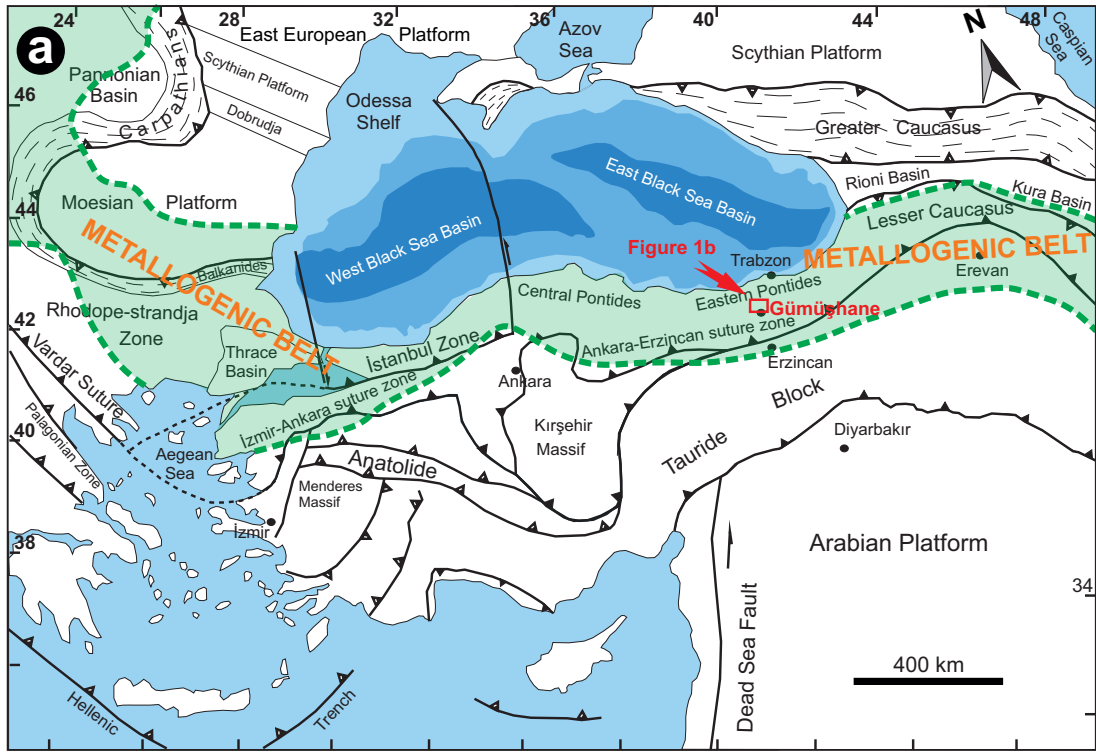 a
24
28
32
36
40
44
48
N
East European Platform
Azov
Sea
Scythian Platform
Caspian
Sea
Pannonian
Basin
Carpathians
Scythian Platform
Dobrudja
Odessa
Shelf
46
Greater Caucasus
Rioni Basin
Kura Basin
East Black Sea
Basin
West Black Sea Basin
Moesian Platform
44
Lesser Caucasus
METALLOGENIC BELT
METALLOGENIC BELT
Balkanides
Figure 1b
Trabzon
Erevan
Rhodope-strandja
Zone
Central Pontides
Eastern Pontides
Gümüşhane
42
Thrace
Basin
İstanbul Zone
Ankara-Erzincan suture zone
Erzincan
Vardar Suture
İzmir-Ankara suture zone
Ankara
Block
Palagonian Zone
40
Aegean
Sea
Kırşehir
Massif
Tauride
Diyarbakır
Anatolide
Menderes
Massif
İzmir
38
Arabian Platform
34
Dead Sea Fault
400 km
Hellenic
Trench